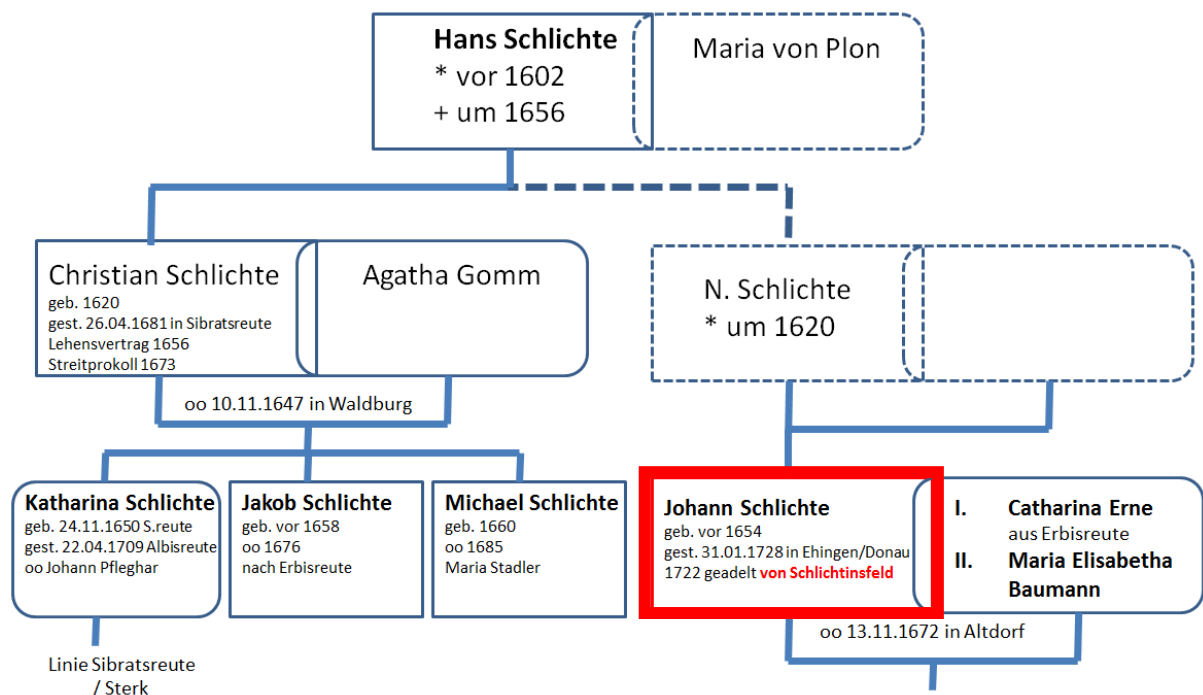 Hans Schlichte
* vor 1602
+ um 1656
Maria von Plon
Christian Schlichte
geb. 1620
gest. 26.04.1681 in Sibratsreute
Lehensvertrag 1656
Streitprokoll 1673
Agatha Gomm
N. Schlichte
* um 1620
oo 10.11.1647 in Waldburg
Katharina Schlichte
geb. 24.11.1650 S.reute
gest. 22.04.1709 Albisreute
oo Johann Pfleghar
Jakob Schlichte
geb. vor 1658
oo 1676
nach Erbisreute
Michael Schlichte
geb. 1660
oo 1685
Maria Stadler
Johann Schlichte
geb. vor 1654
gest. 31.01.1728 in Ehingen/Donau
1722 geadelt von Schlichtinsfeld
I. Catharina Erne
aus Erbisreute
II. Maria Elisabetha
Baumann
oo 13.11.1672 in Altdorf
Linie Sibratsreute
/ Sterk